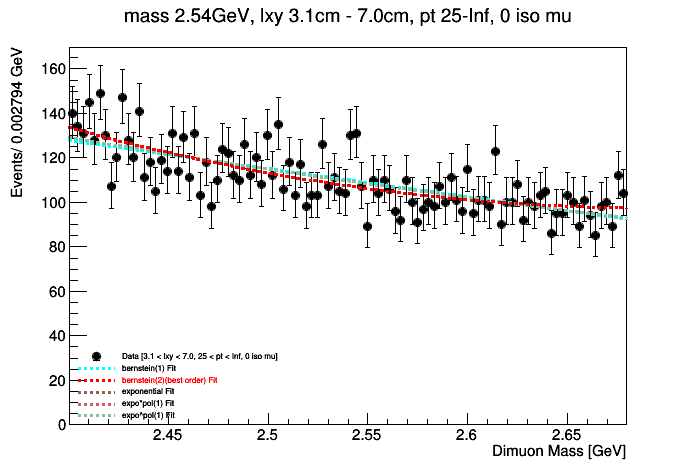 mass 2.54GeV, lxy 3.1cm - 7.0cm, pt 25-Inf, 0 iso mu
Events/ 0.002794 GeV
160
140
120
100
80
60
40
20
0
Data [3.1 < lxy < 7.0, 25 < pt < Inf, 0 iso mu]
bernstein(1) Fit
bernstein(2)(best order) Fit
exponential Fit
expo*pol(1) Fit
expo^pol(1) Fit
2.45 2.5 2.55 2.6 2.65
Dimuon Mass [GeV]